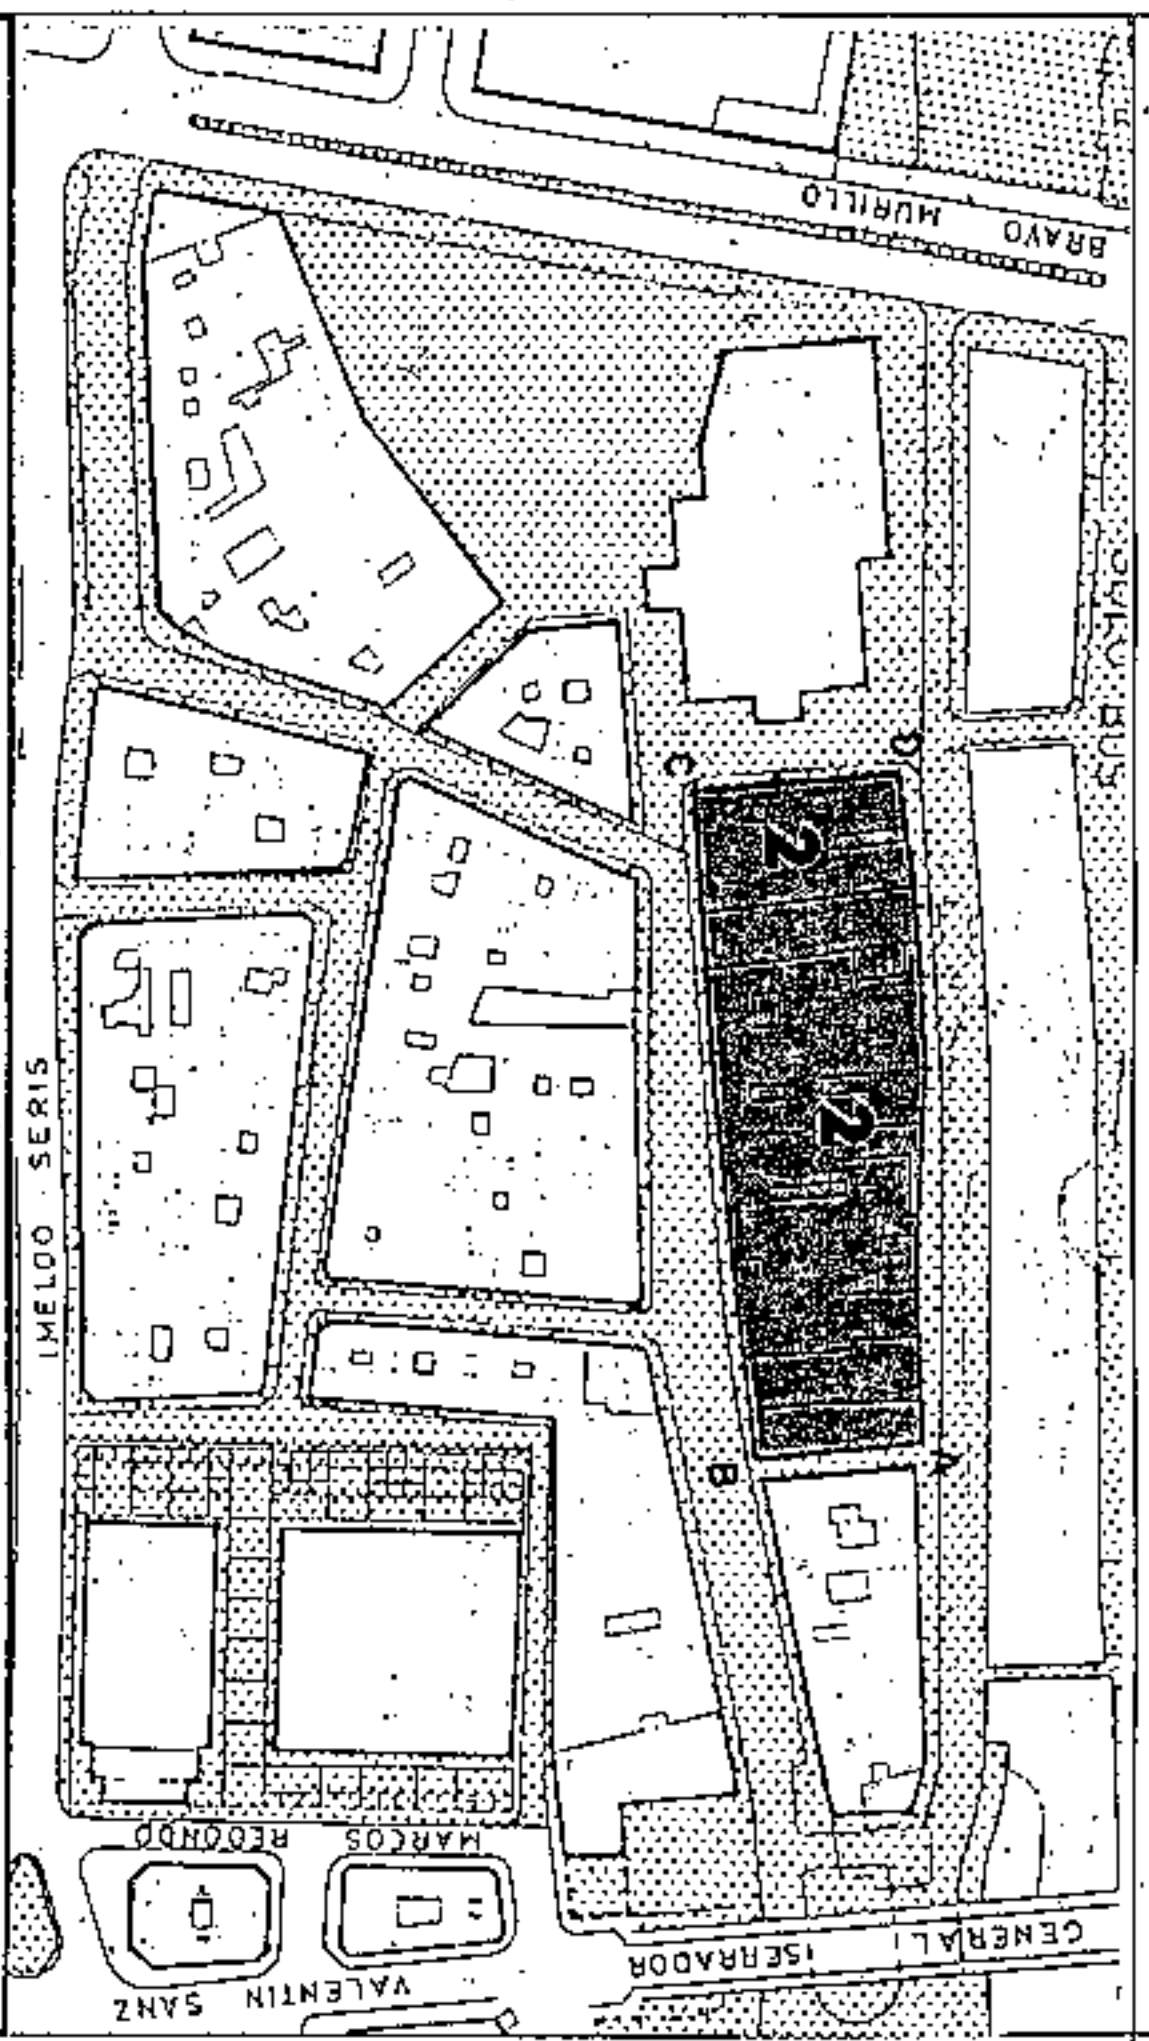 BRAVO
MURILLO
D
C
2
2
IMELDO SERIS
A
B
MARCOS
REDONDO
GENERAL
SERRADOR
VALENTIN
SANZ